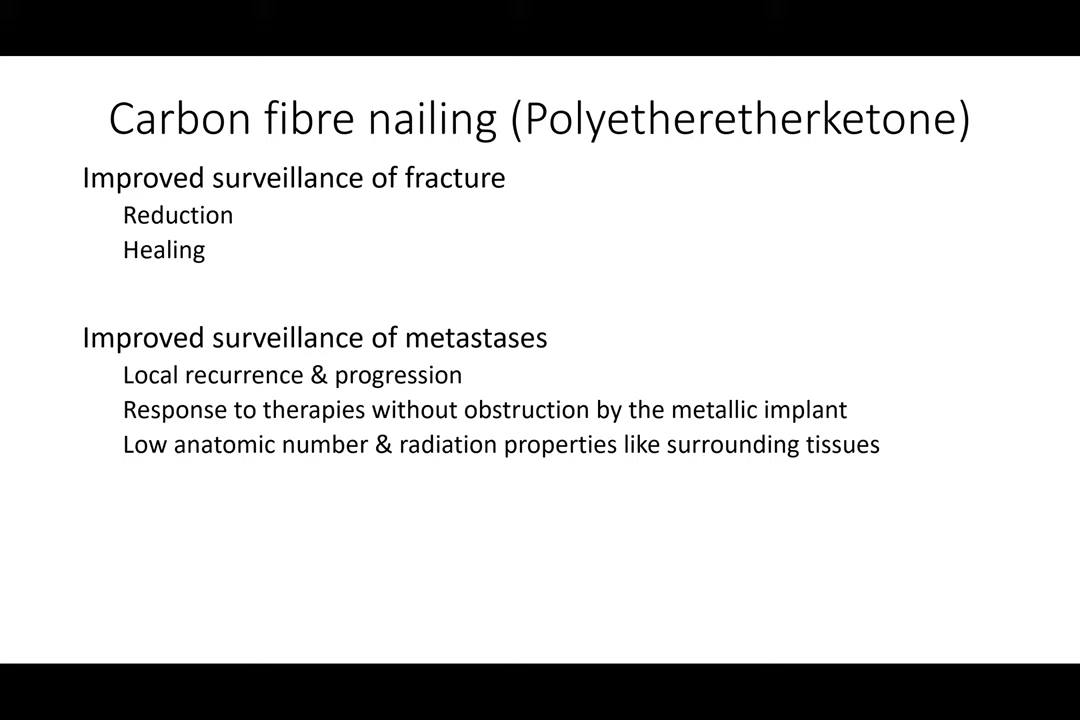 Carbon fibre nailing (Polyetheretherketone)
Improved surveillance of fracture
Reduction
Healing
Improved surveillance of metastases
Local recurrence & progression
Response to therapies without obstruction by the metallic implant
Low anatomic number & radiation properties like surrounding tissues